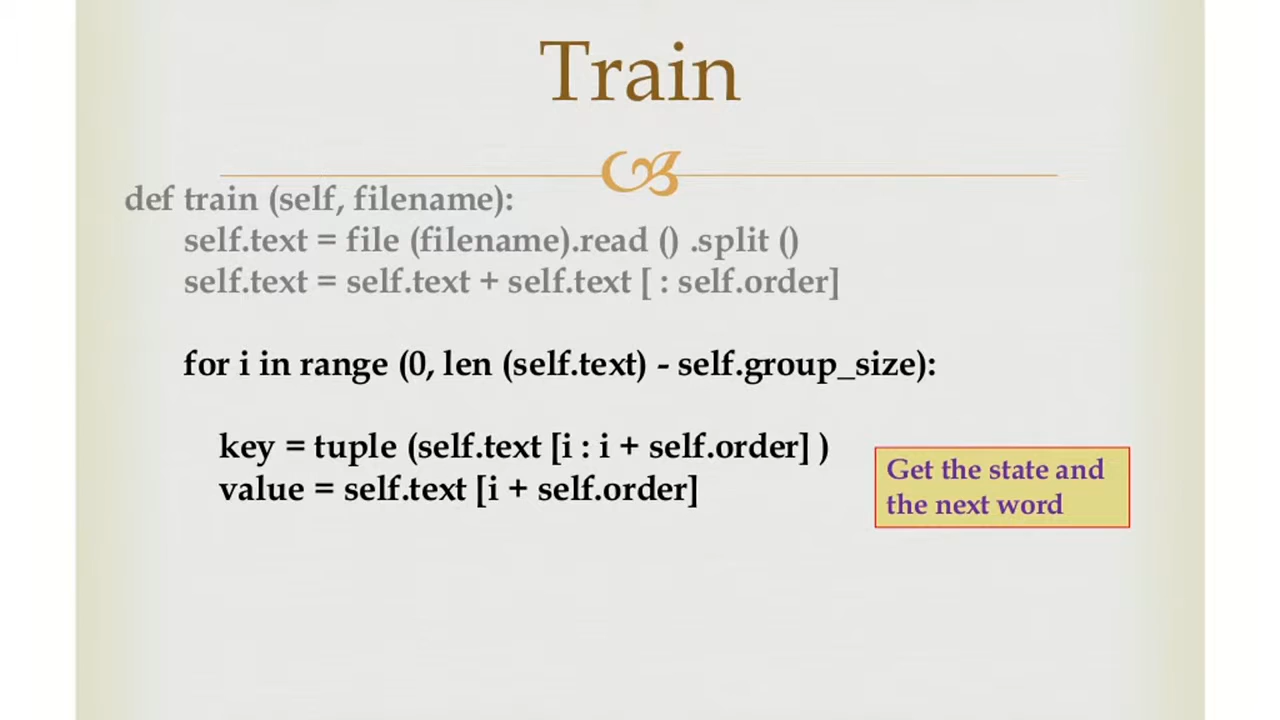 Train
def train (self, filename):
self.text = file (filename).read () .split ()
self.text = self.text + self.text [ : self.order]
for i in range (0, len (self.text) - self.group_size):
key = tuple (self.text [i : i + self.order] )
value = self.text [i + self.order]
Get the state and
the next word